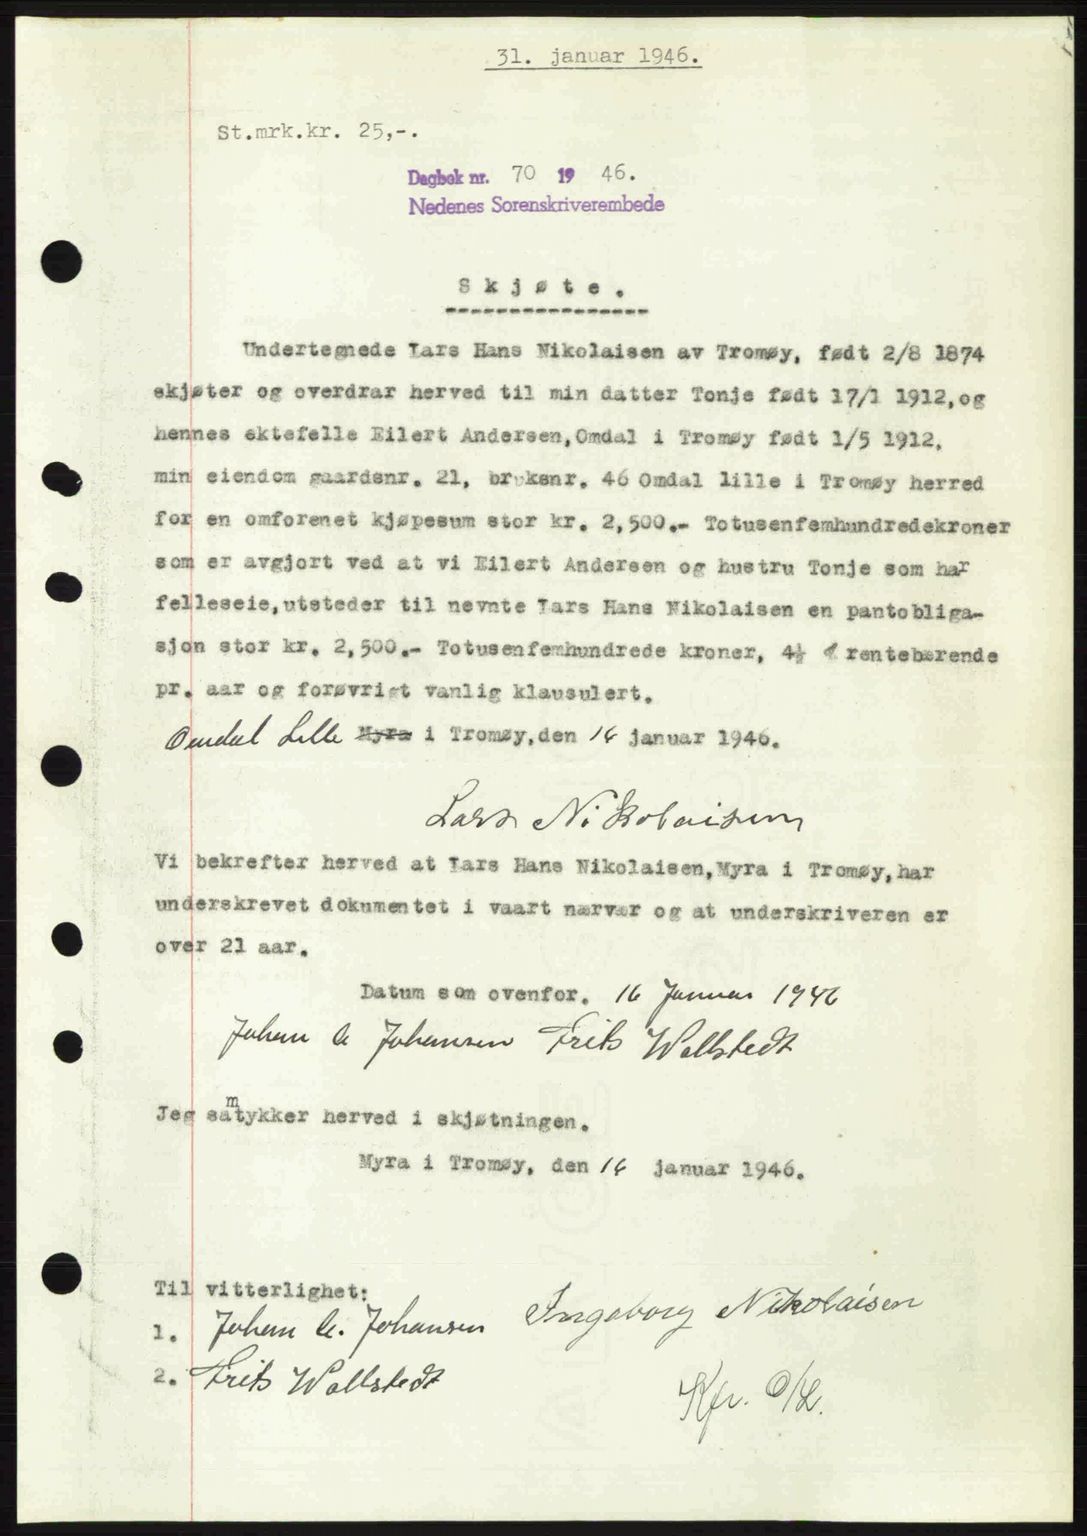 31. januar 1946.
St.mrk.kr. 25,-.
Dagbok nr. 70 19 46.
Nedenes Sorenskriverembede
Skjøte.
Undertegnede Lars Hans Nikolaisen av Tromøy, født 2/8 1874
skjøter og overdrar herved til min datter Tonje født 17/1 1912,og
hennes ektefelle Eilert Andersen,Omdal i Tromøy født 1/5 1912,
min eiendom gaardsnr. 21, bruksnr. 46 Omdal lille i Tromøy herred
for en omforenet kjøpesum stor kr. 2,500.- Totusenfemhundredekroner
som er avgjort ved at vi Eilert Andersen og hustru Tonje som har
felleseie,utsteder til nevnte Lars Hans Nikolaisen en pantobliga-
sjon stor kr. 2,500.- Totusenfemhundrede kroner, 4½ % rentebærende
pr. aar og forøvrigt vanlig klausulert.
Omdal Lille Myra i Tromøy,den 16 januar 1946.
Lars Nikolaisen
Vi bekrefter herved at Lars Hans Nikolaisen,Myra i Tromøy,har
underskrevet dokumentet i vaart nærvær og at underskriveren er
over 21 aar.
Datum som ovenfor. 16 Januar 1946
Johan A Johansen Frits Wallstedt
Jeg samtykker herved i skjøtningen.
Myra i Tromøy, den 16 januar 1946.
Til vitterlighet:
1. Johan A. Johansen Ingeborg Nikolaisen
2. Frits Wallstedt
Kfr.